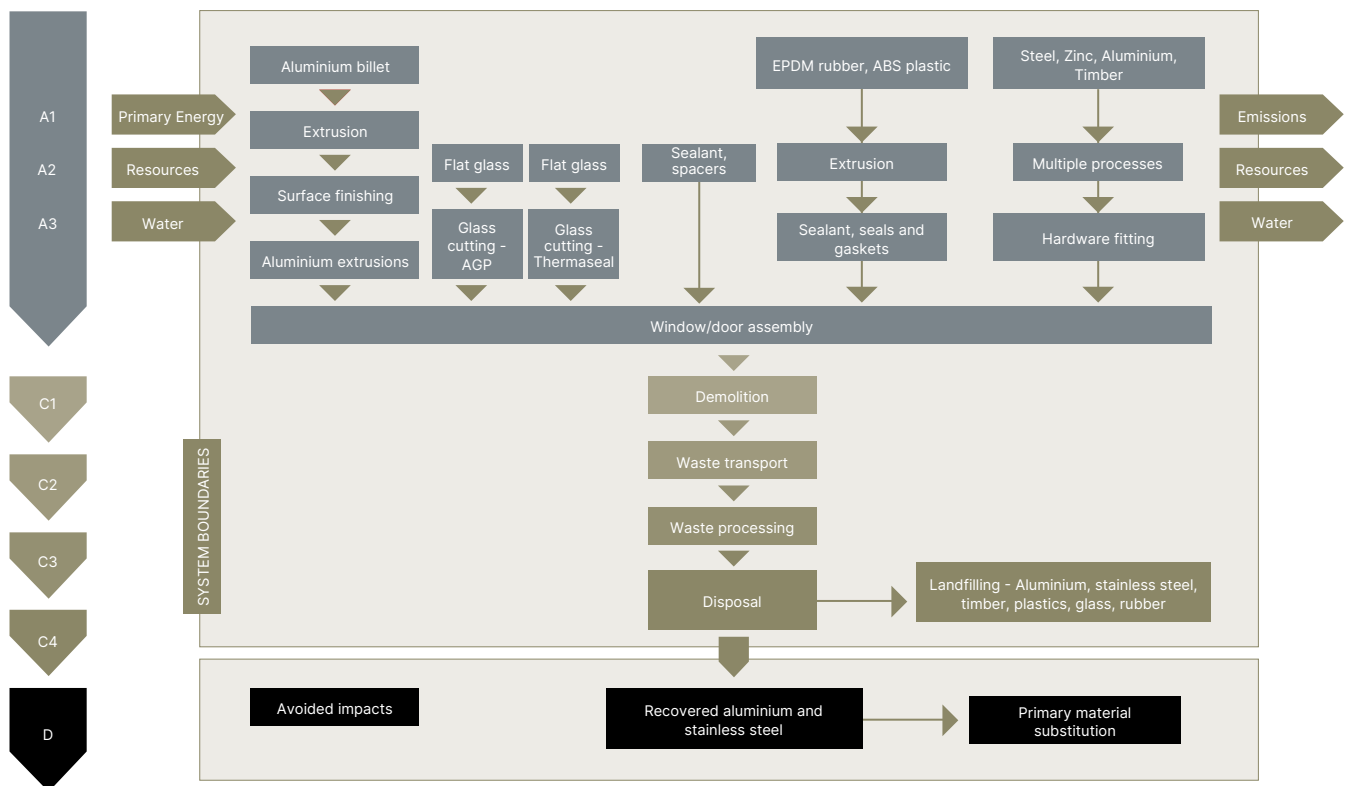 A1
A2
A3
C1
C2
C3
C4
D
Primary Energy
Resources
Water
SYSTEM BOUNDARIES
Aluminium billet
Extrusion
Surface finishing
Aluminium extrusions
Flat glass
Glass
cutting -
AGP
Flat glass
Glass
cutting -
Thermaseal
Sealant,
spacers
EPDM rubber, ABS plastic
Extrusion
Sealant, seals and
gaskets
Steel, Zinc, Aluminium,
Timber
Multiple processes
Hardware fitting
Emissions
Resources
Water
Window/door assembly
Demolition
Waste transport
Waste processing
Disposal
Landfilling - Aluminium, stainless steel,
timber, plastics, glass, rubber
Avoided impacts
Recovered aluminium and
stainless steel
Primary material
substitution